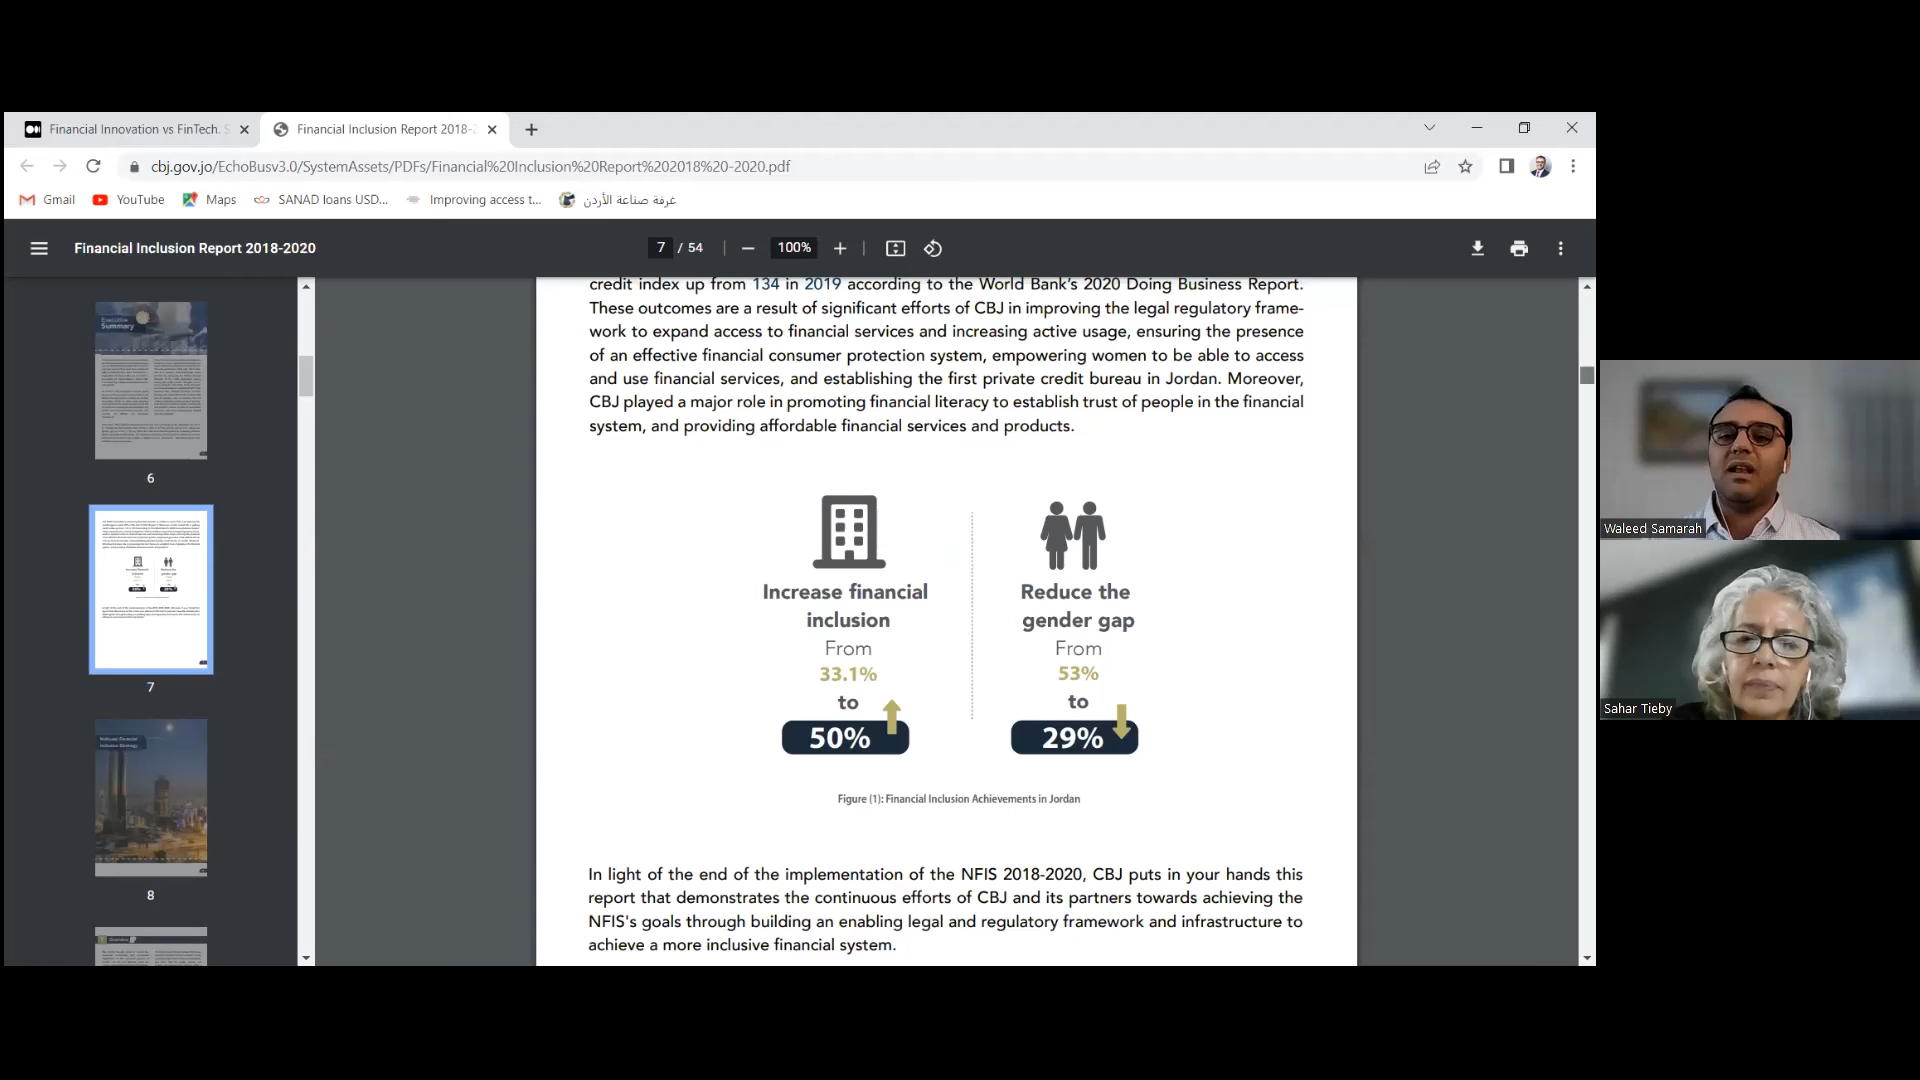 Financial Innovation vs FinTech. S
Financial Inclusion Report 2018-2
cbj.gov.jo/EchoBusv3.0/SystemAssets/PDFs/Financial%20Inclusion%20Report%202018%20-2020.pdf
Gmail
YouTube
Maps
SANAD loans USD...
Improving access t...
غرفة صناعة الأردن
Financial Inclusion Report 2018-2020
7 / 54
100%
Executive
Summary
6
7
National Financial
Inclusion Strategy
8
credit index up from 134 in 2019 according to the World Bank's 2020 Doing Business Report.
These outcomes are a result of significant efforts of CBJ in improving the legal regulatory frame-
work to expand access to financial services and increasing active usage, ensuring the presence
of an effective financial consumer protection system, empowering women to be able to access
and use financial services, and establishing the first private credit bureau in Jordan. Moreover,
CBJ played a major role in promoting financial literacy to establish trust of people in the financial
system, and providing affordable financial services and products.
Increase financial
inclusion
From
33.1%
to
50%
Reduce the
gender gap
From
53%
to
29%
Figure (1): Financial Inclusion Achievements in Jordan
In light of the end of the implementation of the NFIS 2018-2020, CBJ puts in your hands this
report that demonstrates the continuous efforts of CBJ and its partners towards achieving the
NFIS's goals through building an enabling legal and regulatory framework and infrastructure to
achieve a more inclusive financial system.
Waleed Samarah
Sahar Tieby